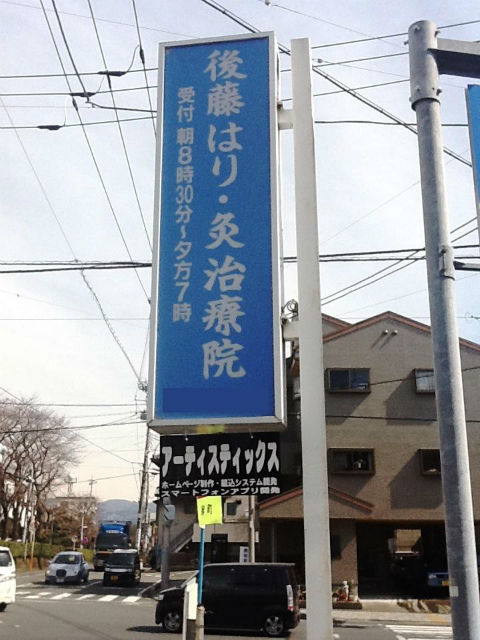 後藤はり・灸治療院
受付 朝8時30分〜夕方7時
アーティスティックス
ホームページ制作・組込システム開発
スマートフォンアプリ開発